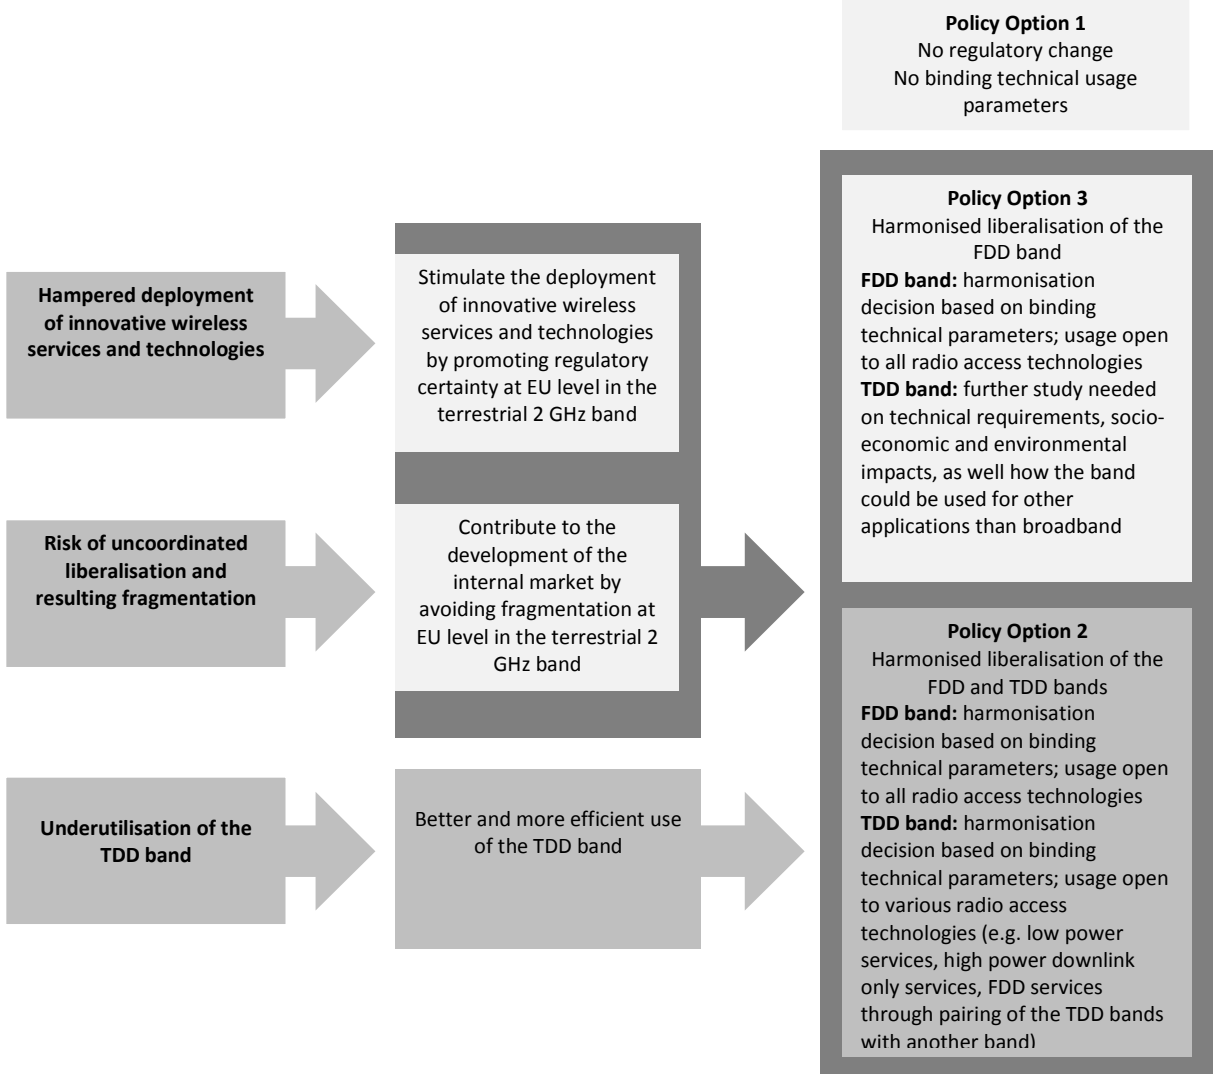 Policy Option 1
No regulatory change
No binding technical usage
parameters
Hampered deployment
of innovative wireless
services and technologies
Risk of uncoordinated
liberalisation and
resulting fragmentation
Underutilisation of the
TDD band
Stimulate the deployment
of innovative wireless
services and technologies
by promoting regulatory
certainty at EU level in the
terrestrial 2 GHz band
Contribute to the
development of the
internal market by
avoiding fragmentation at
EU level in the terrestrial 2
GHz band
Better and more efficient use
of the TDD band
Policy Option 3
Harmonised liberalisation of the
FDD band
FDD band: harmonisation
decision based on binding
technical parameters; usage open
to all radio access technologies
TDD band: further study needed
on technical requirements, socio-
economic and environmental
impacts, as well how the band
could be used for other
applications than broadband
Policy Option 2
Harmonised liberalisation of the
FDD and TDD bands
FDD band: harmonisation
decision based on binding
technical parameters; usage open
to all radio access technologies
TDD band: harmonisation
decision based on binding
technical parameters; usage open
to various radio access
technologies (e.g. low power
services, high power downlink
only services, FDD services
through pairing of the TDD bands
with another band)